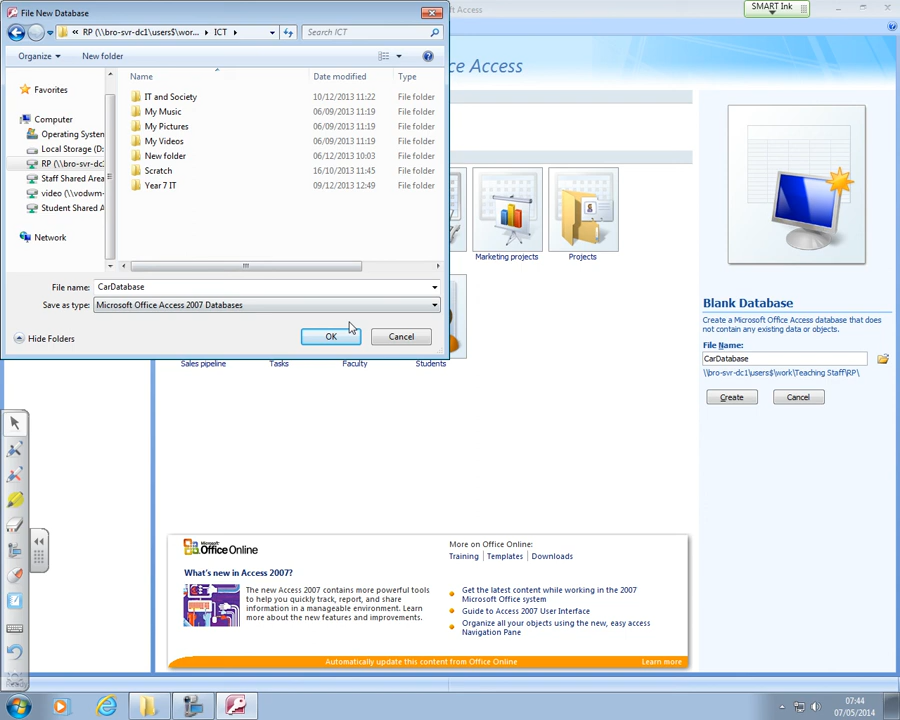 File New Database
ce Access
SMART Ink
« RP (\\bro-svr-dc1\users$\wor... ▸ ICT ▸
Search ICT
Organize
New folder
Name
Date modified
Type
Favorites
Computer
Operating System
Local Storage (D:
RP (\\bro-svr-dc1
Staff Shared Area
video (\\vodwm-
Student Shared A
Network
IT and Society 10/12/2013 11:22 File folder
My Music 06/09/2013 11:19 File folder
My Pictures 06/09/2013 11:19 File folder
My Videos 06/09/2013 11:19 File folder
New folder 06/12/2013 10:03 File folder
Scratch 16/10/2013 11:45 File folder
Year 7 IT 09/12/2013 12:49 File folder
File name: CarDatabase
Save as type: Microsoft Office Access 2007 Databases
Hide Folders
OK
Cancel
Marketing projects
Projects
Sales pipeline
Tasks
Faculty
Students
Blank Database
Create a Microsoft Office Access database that does
not contain any existing data or objects.
File Name:
CarDatabase
\\bro-svr-dc1\users$\work\Teaching Staff\RP\
Create
Cancel
Microsoft
Office Online
What's new in Access 2007?
The new Access 2007 contains more powerful
tools to help you quickly track, report, and share
information in a manageable environment. Learn
more about the new features and improvements.
More on Office Online:
Training | Templates | Downloads
Get the latest content while working in the 2007
Microsoft Office system
Guide to Access 2007 User Interface
Organize all your objects using the new, easy access
Navigation Pane
Automatically update this content from Office Online
Learn more
07:44
07/05/2014